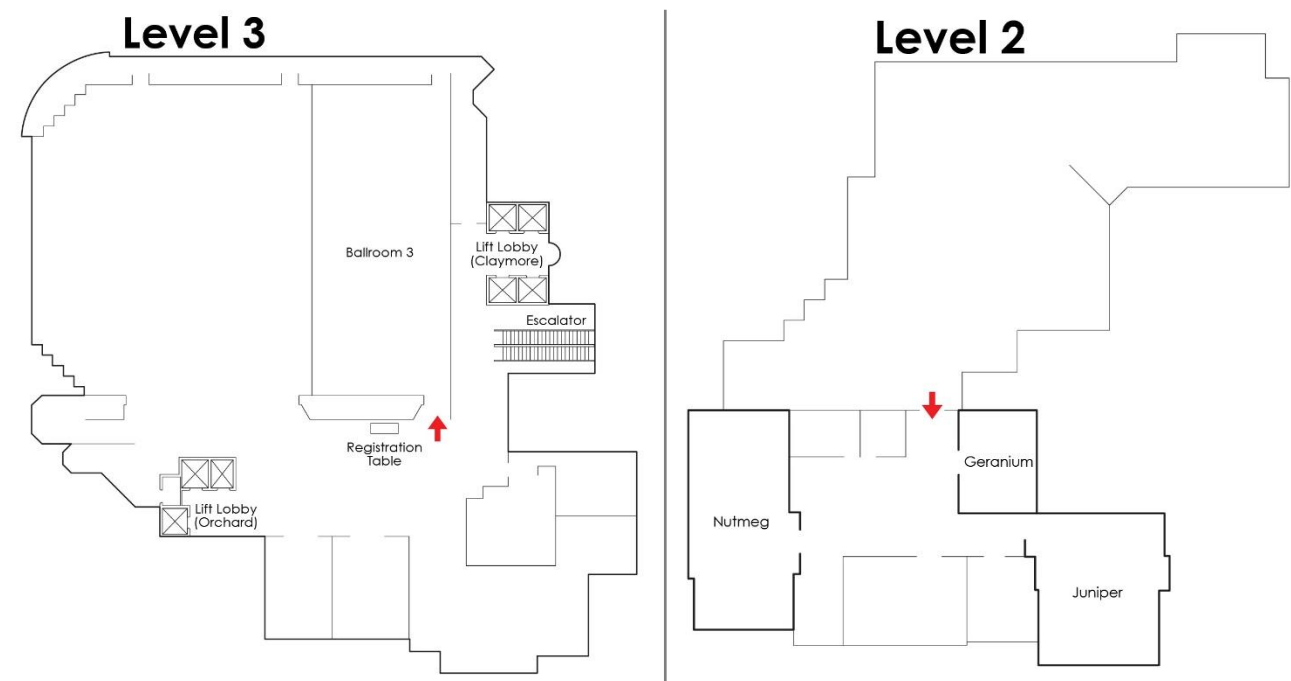 Level 3
Ballroom 3
Lift Lobby
(Claymore)
Escalator
Registration
Table
Lift Lobby
(Orchard)
Level 2
Geranium
Nutmeg
Juniper